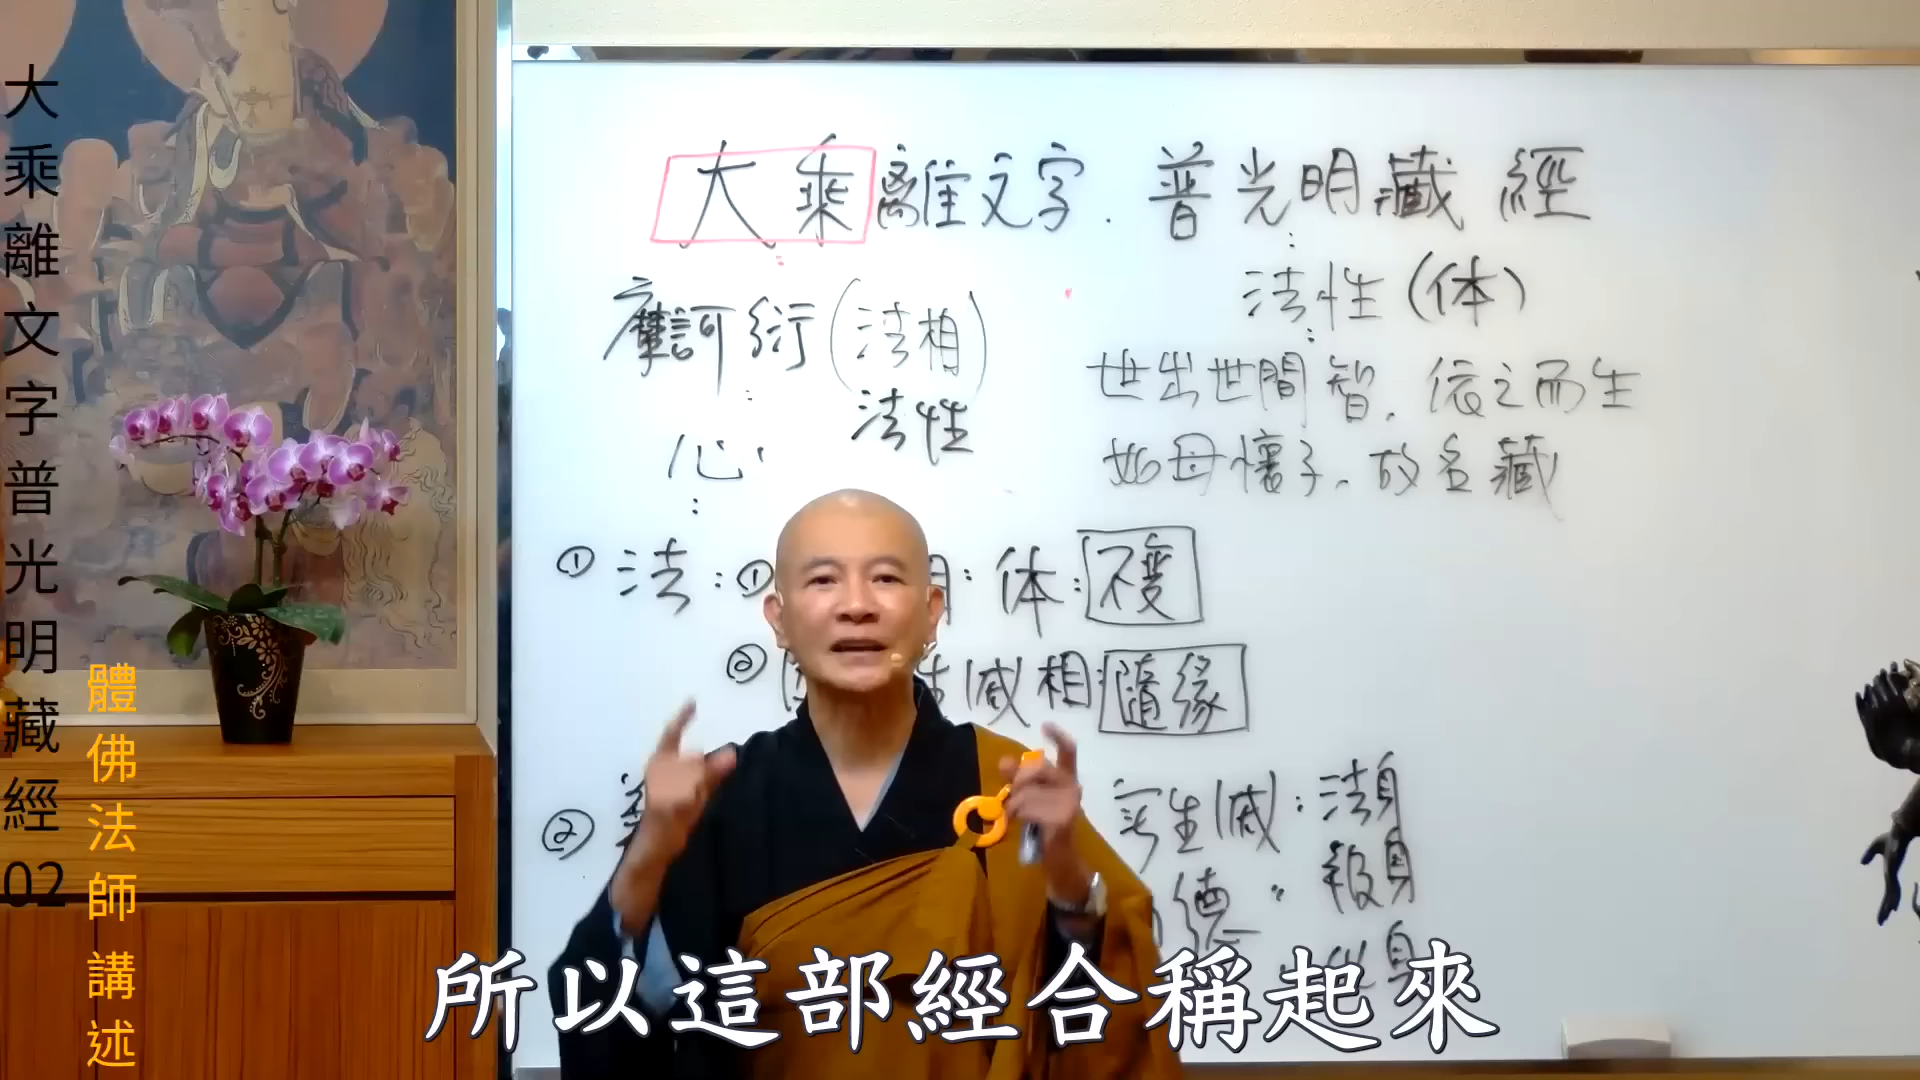 大乘離文字普光明藏經02
體佛法師講述
大乘離文字.普光明藏經
法性(体)
摩訶衍(法相)
法性
世出世間智.依之而生
如母懷子.故名藏
心
① 法:① 体:不變
② 生滅相:隨緣
② 生滅:法身
德 〃 報身
身
所以這部經合稱起來